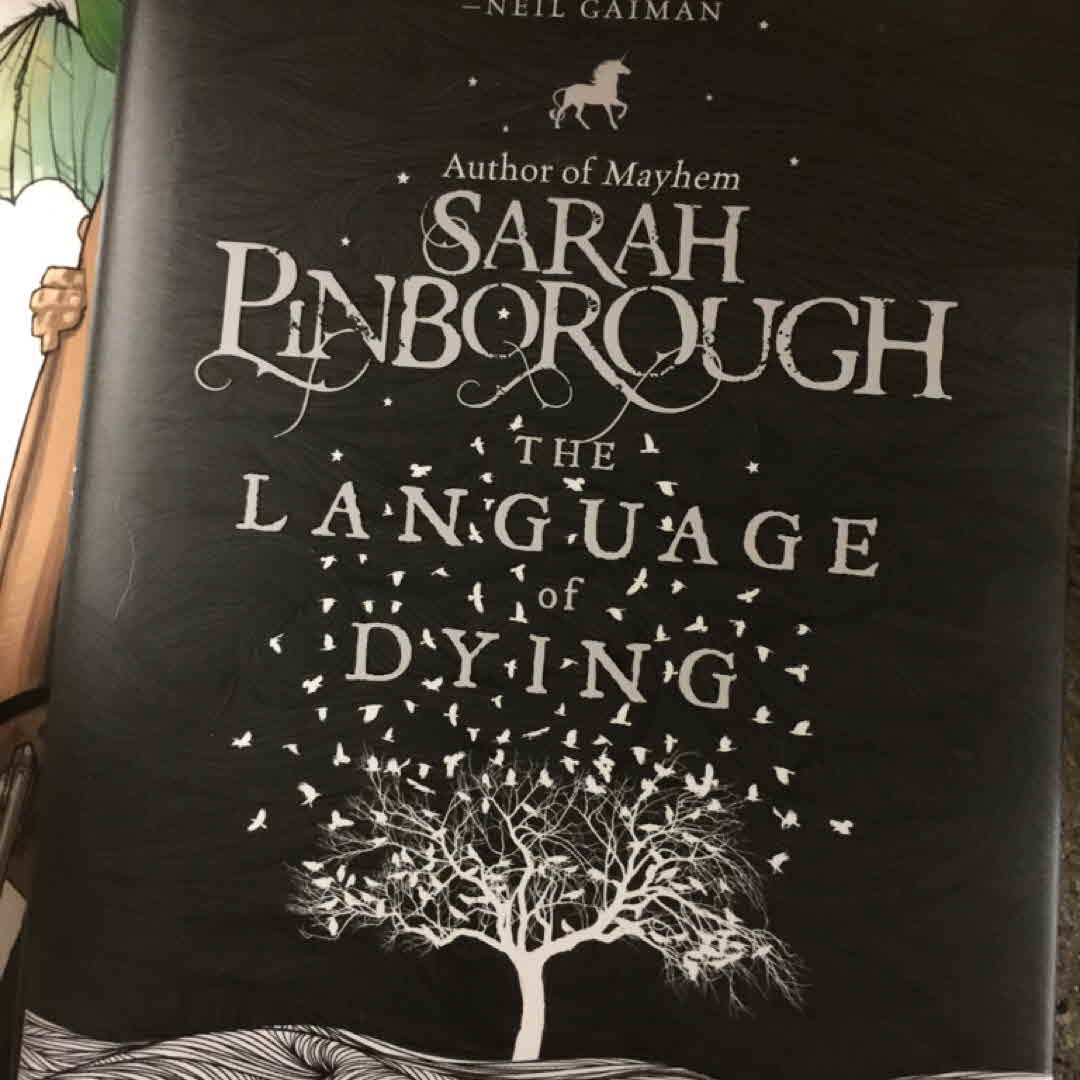 —NEIL GAIMAN
Author of Mayhem
SARAH
PINBOROUGH
THE
LANGUAGE
of
DYING